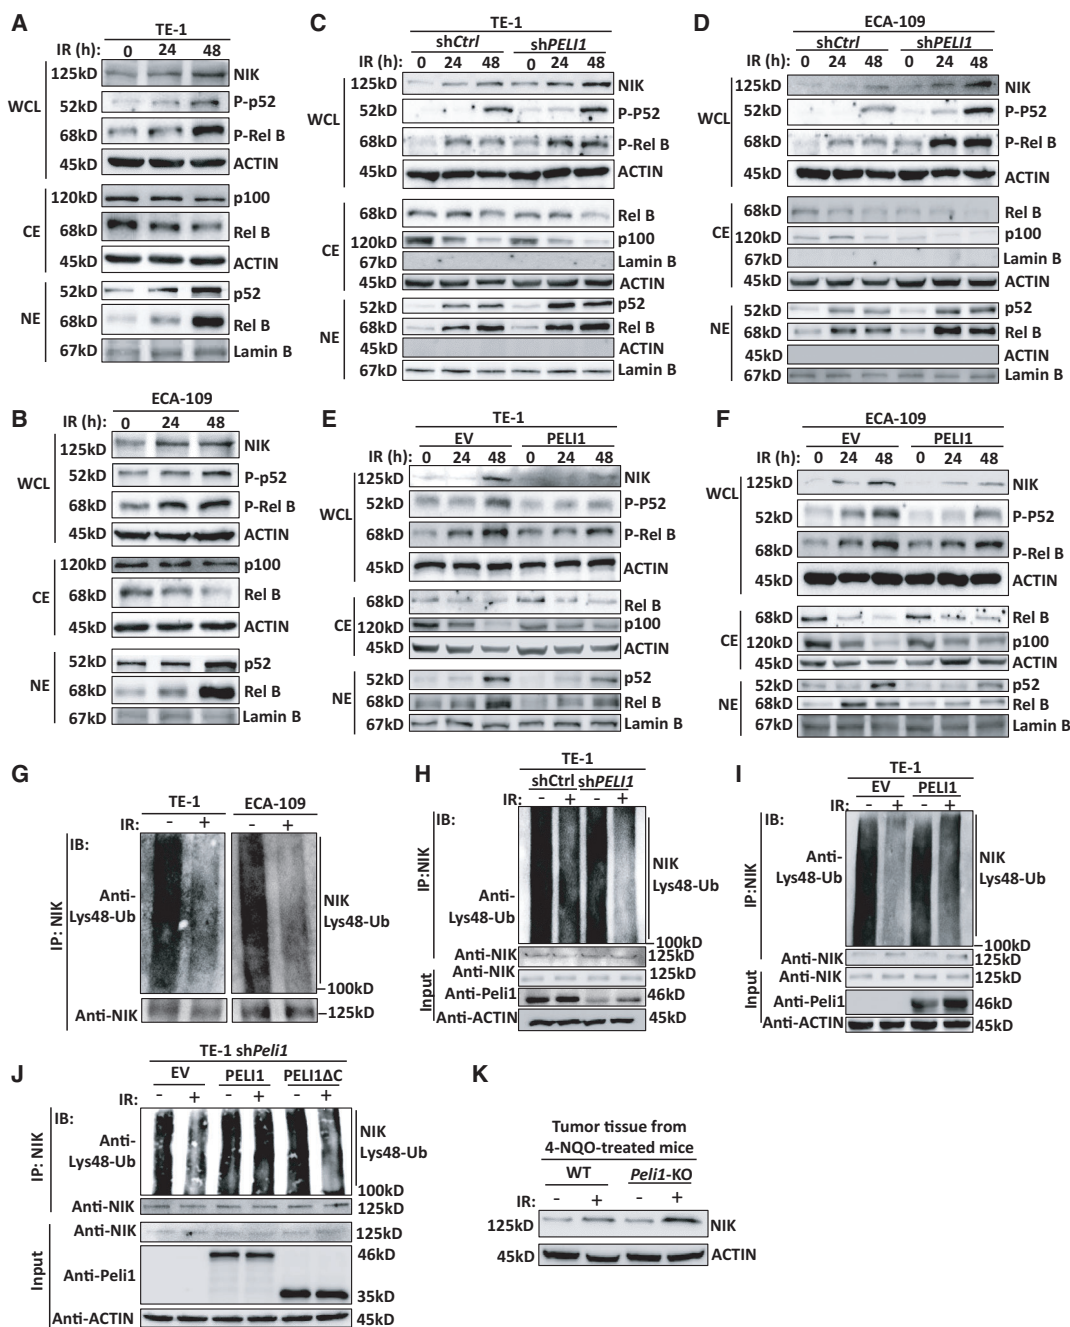 A
TE-1
IR (h): 0 24 48
WCL
125kD NIK
52kD P-p52
68kD P-Rel B
45kD ACTIN
CE
120kD p100
68kD Rel B
45kD ACTIN
NE
52kD p52
68kD Rel B
67kD Lamin B
B
ECA-109
IR (h): 0 24 48
WCL
125kD NIK
52kD P-p52
68kD P-Rel B
45kD ACTIN
CE
120kD p100
68kD Rel B
45kD ACTIN
NE
52kD p52
68kD Rel B
67kD Lamin B
C
TE-1
shCtrl shPELI1
IR (h): 0 24 48 0 24 48
WCL
125kD NIK
52kD P-P52
68kD P-Rel B
45kD ACTIN
CE
68kD Rel B
120kD p100
67kD Lamin B
45kD ACTIN
NE
52kD p52
68kD Rel B
45kD ACTIN
67kD Lamin B
D
ECA-109
shCtrl shPELI1
IR (h): 0 24 48 0 24 48
WCL
125kD NIK
52kD P-P52
68kD P-Rel B
45kD ACTIN
CE
68kD Rel B
120kD p100
67kD Lamin B
45kD ACTIN
NE
52kD p52
68kD Rel B
45kD ACTIN
67kD Lamin B
E
TE-1
EV PELI1
IR (h): 0 24 48 0 24 48
WCL
125kD NIK
52kD P-P52
68kD P-Rel B
45kD ACTIN
CE
68kD Rel B
120kD p100
45kD ACTIN
NE
52kD p52
68kD Rel B
67kD Lamin B
F
ECA-109
EV PELI1
IR (h): 0 24 48 0 24 48
WCL
125kD NIK
52kD P-P52
68kD P-Rel B
45kD ACTIN
CE
68kD Rel B
120kD p100
45kD ACTIN
NE
52kD p52
68kD Rel B
67kD Lamin B
G
TE-1 ECA-109
IR: - + - +
IP: NIK
IB:
Anti-
Lys48-Ub
NIK
Lys48-Ub
100kD
Anti-NIK 125kD
H
TE-1
shCtrl shPELI1
IR: - + - +
IP:NIK
IB:
Anti-
Lys48-Ub
NIK
Lys48-Ub
100kD
Anti-NIK 125kD
Input
Anti-NIK 125kD
Anti-Peli1 46kD
Anti-ACTIN 45kD
I
TE-1
EV PELI1
IR: - + - +
IP:NIK
IB:
Anti-
Lys48-Ub
NIK
Lys48-Ub
100kD
Anti-NIK 125kD
Input
Anti-NIK 125kD
Anti-Peli1 46kD
Anti-ACTIN 45kD
J
TE-1 shPeli1
EV PELI1 PELI1ΔC
IR: - + - + - +
IP: NIK
IB:
Anti-
Lys48-Ub
NIK
Lys48-Ub
100kD
Anti-NIK 125kD
Input
Anti-NIK 125kD
46kD
Anti-Peli1
35kD
Anti-ACTIN 45kD
K
Tumor tissue from
4-NQO-treated mice
WT Peli1-KO
IR: - + - +
125kD NIK
45kD ACTIN